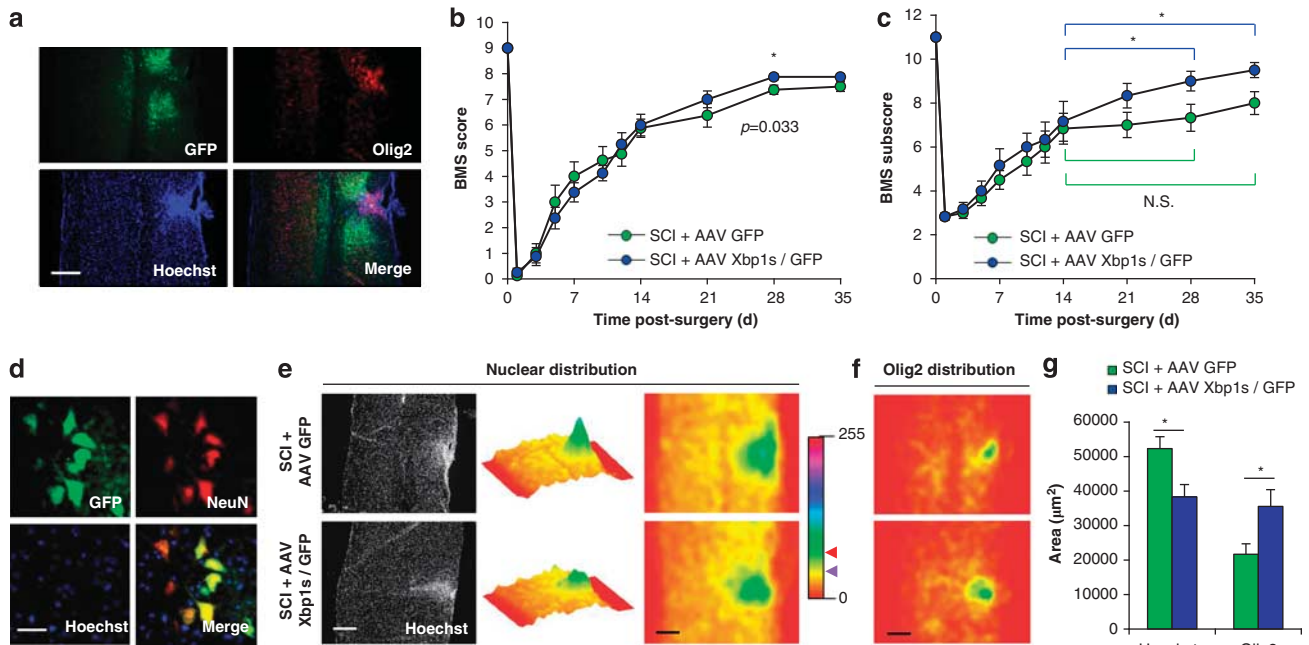 a
GFP
Olig2
Hoechst
Merge
b
BMS score
10
9
8
7
6
5
4
3
2
1
0
*
p=0.033
SCI + AAV GFP
SCI + AAV Xbp1s / GFP
0 7 14 21 28 35
Time post-surgery (d)
c
BMS subscore
12
10
8
6
4
2
0
*
*
N.S.
SCI + AAV GFP
SCI + AAV Xbp1s / GFP
0 7 14 21 28 35
Time post-surgery (d)
d
GFP
NeuN
Hoechst
Merge
e
Nuclear distribution
SCI +
AAV GFP
SCI + AAV
Xbp1s / GFP
Hoechst
255
0
f
Olig2 distribution
g
SCI + AAV GFP
SCI + AAV Xbp1s / GFP
Area (µm²)
60000
50000
40000
30000
20000
10000
0
*
*